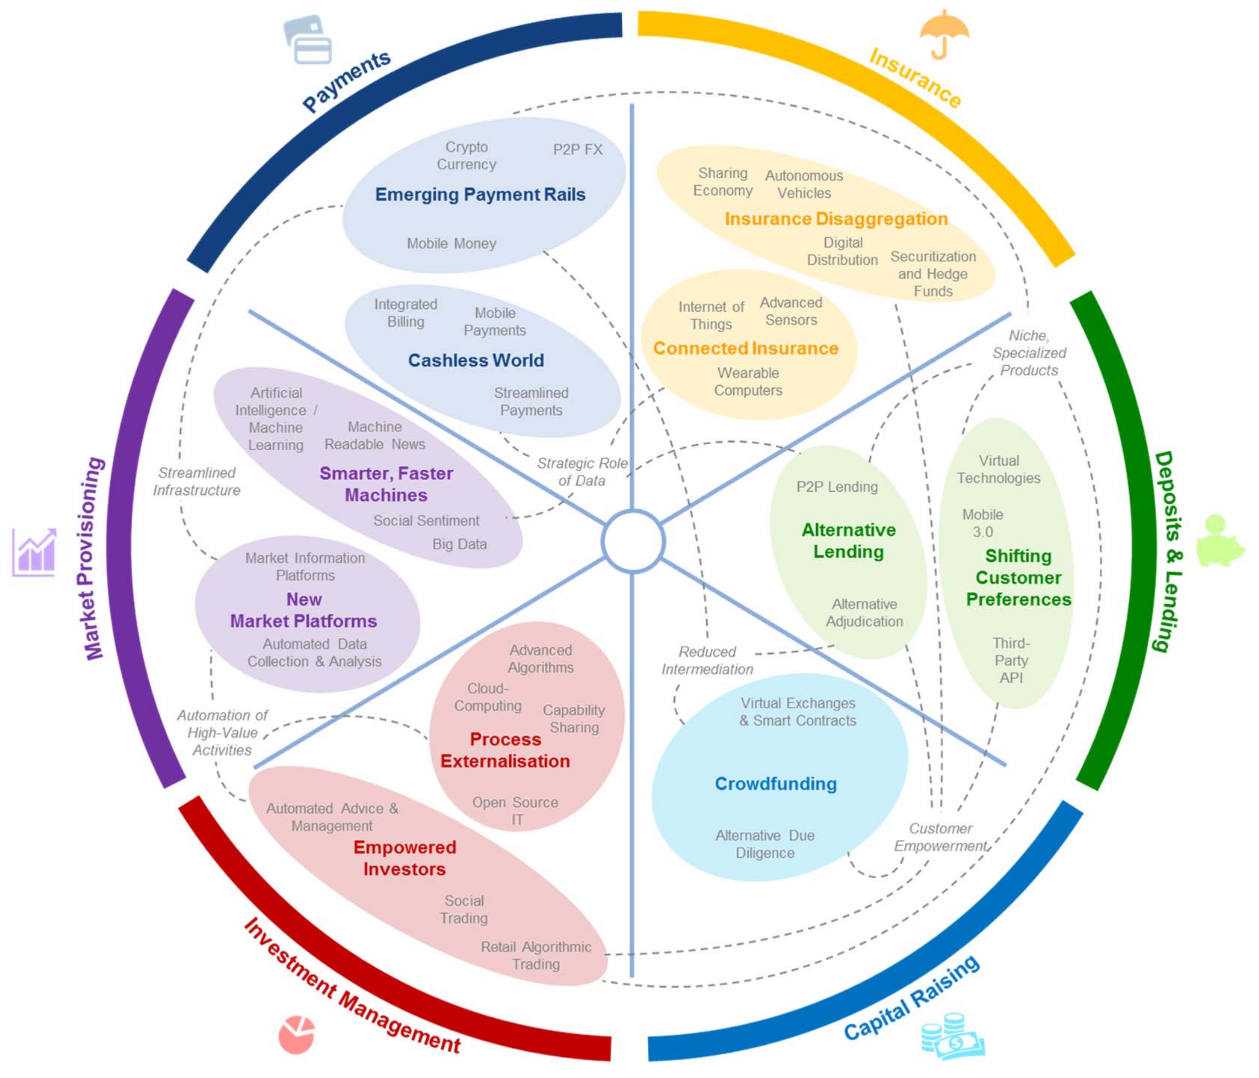 Payments
Crypto
Currency
P2P FX
Emerging Payment Rails
Mobile Money
Integrated
Billing
Mobile
Payments
Cashless World
Streamlined
Payments
Insurance
Sharing
Economy
Autonomous
Vehicles
Insurance Disaggregation
Digital
Distribution
Securitization
and Hedge
Funds
Internet of
Things
Advanced
Sensors
Connected Insurance
Wearable
Computers
Niche,
Specialized
Products
Deposits & Lending
P2P Lending
Alternative
Lending
Alternative
Adjudication
Virtual
Technologies
Mobile
3.0
Shifting
Customer
Preferences
Third-
Party
API
Strategic Role
of Data
Market Provisioning
Artificial
Intelligence /
Machine
Learning
Machine
Readable News
Smarter, Faster
Machines
Social Sentiment
Big Data
Streamlined
Infrastructure
Market Information
Platforms
New
Market Platforms
Automated Data
Collection & Analysis
Automation of
High-Value
Activities
Investment Management
Advanced
Algorithms
Cloud-
Computing
Capability
Sharing
Process
Externalisation
Open Source
IT
Automated Advice &
Management
Empowered
Investors
Social
Trading
Retail Algorithmic
Trading
Reduced
Intermediation
Capital Raising
Virtual Exchanges
& Smart Contracts
Crowdfunding
Alternative Due
Diligence
Customer
Empowerment
$